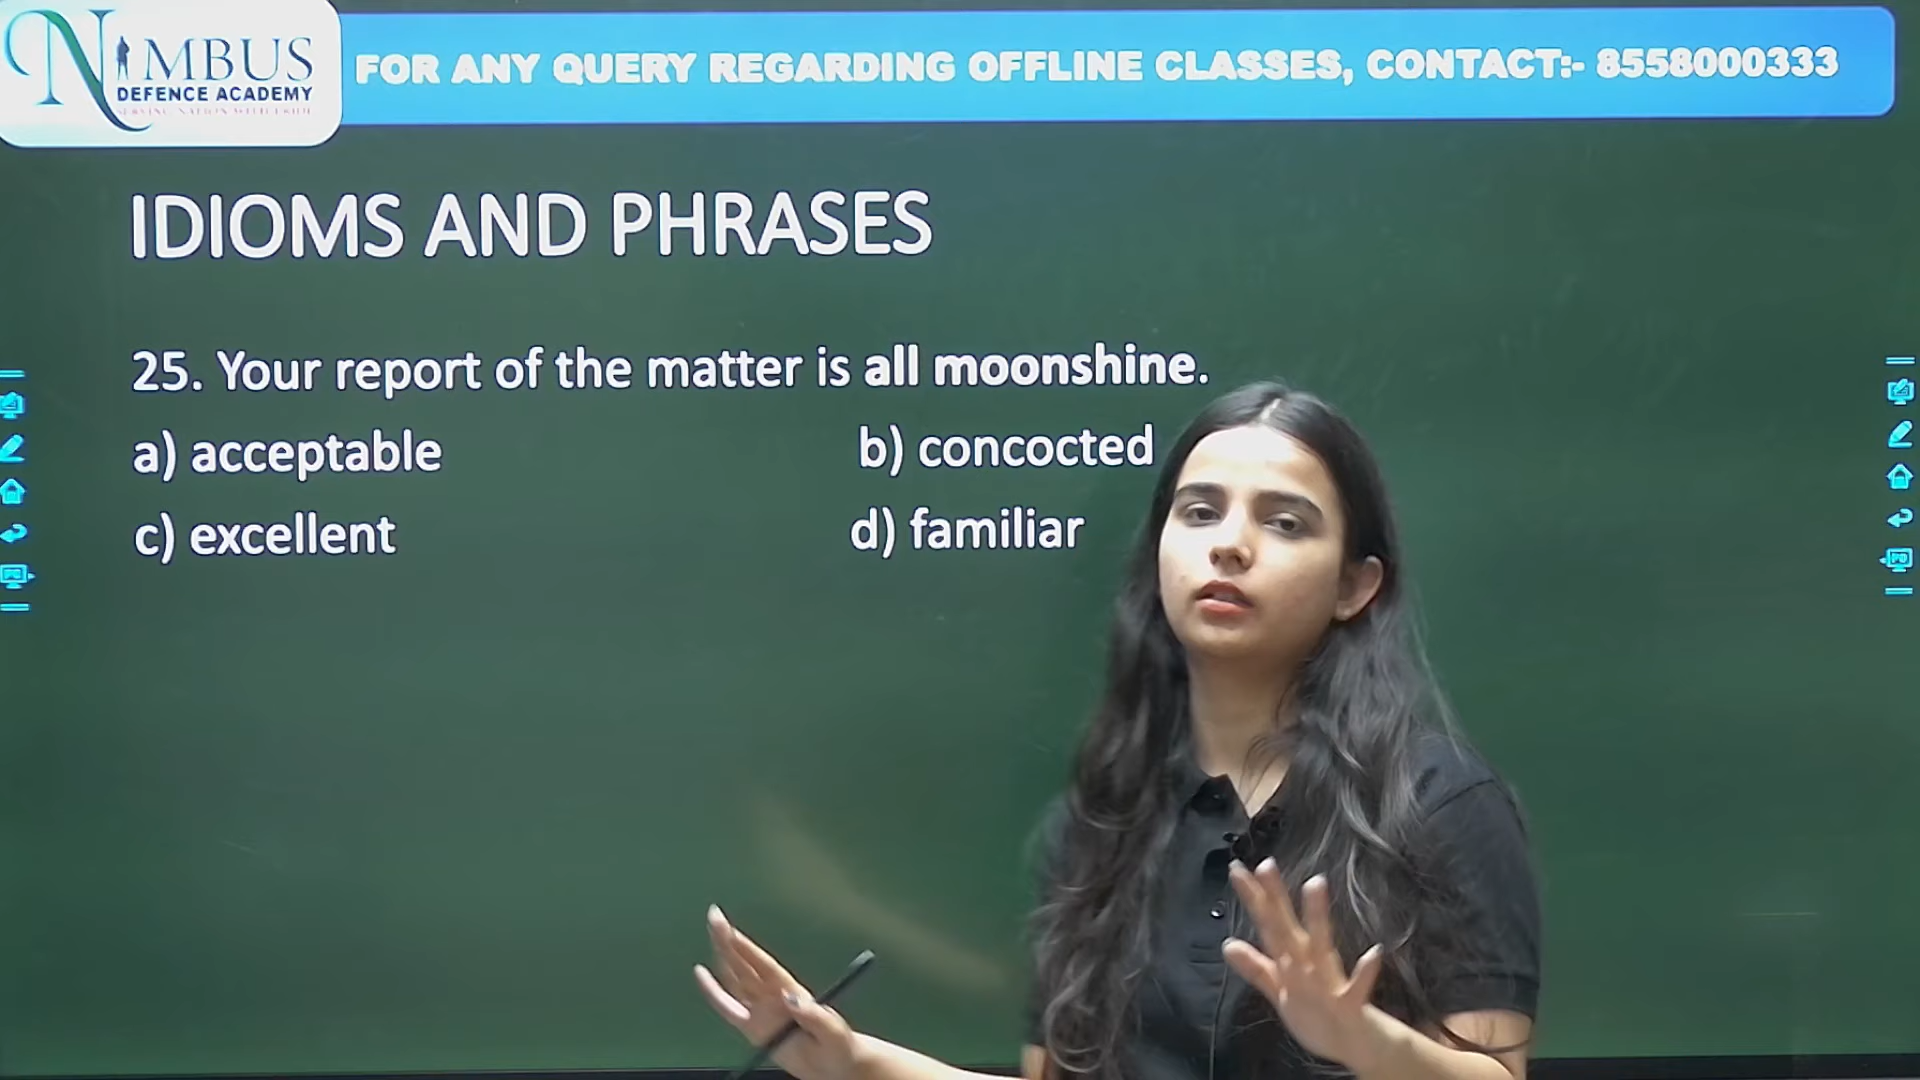 NIMBUS
DEFENCE ACADEMY
FOR ANY QUERY REGARDING OFFLINE CLASSES, CONTACT:- 8558000333
IDIOMS AND PHRASES
25. Your report of the matter is all moonshine.
a) acceptable b) concocted
c) excellent d) familiar